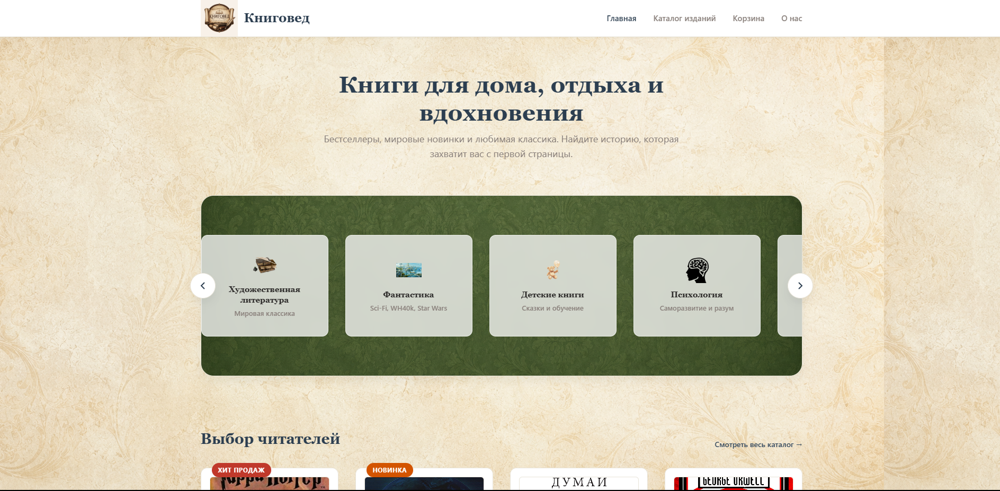 КНИГОВЕД
Книговед
Главная
Каталог изданий
Корзина
О нас
Книги для дома, отдыха и
вдохновения
Бестселлеры, мировые новинки и любимая классика. Найдите историю, которая
захватит вас с первой страницы.
Художественная
литература
Мировая классика
Фантастика
Sci-Fi, WH40k, Star Wars
Детские книги
Сказки и обучение
Психология
Саморазвитие и разум
Выбор читателей
Смотреть весь каталог →
ХИТ ПРОДАЖ
НОВИНКА
ДУМАЙ
GEORGE ORWELL